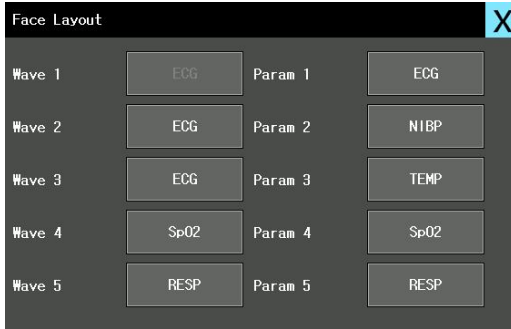 Face Layout X
Wave 1 ECG Param 1 ECG
Wave 2 ECG Param 2 NIBP
Wave 3 ECG Param 3 TEMP
Wave 4 SpO2 Param 4 SpO2
Wave 5 RESP Param 5 RESP